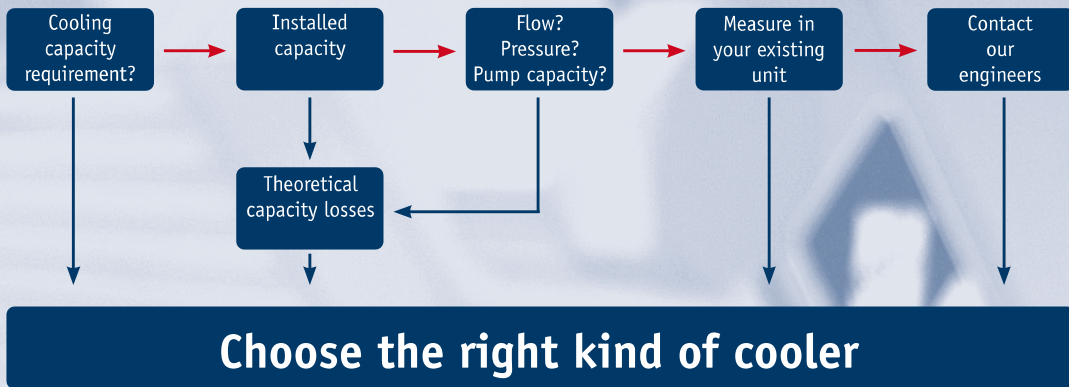 Cooling
capacity
requirement?
Installed
capacity
Flow?
Pressure?
Pump capacity?
Measure in
your existing
unit
Contact
our
engineers
Theoretical
capacity losses
Choose the right kind of cooler